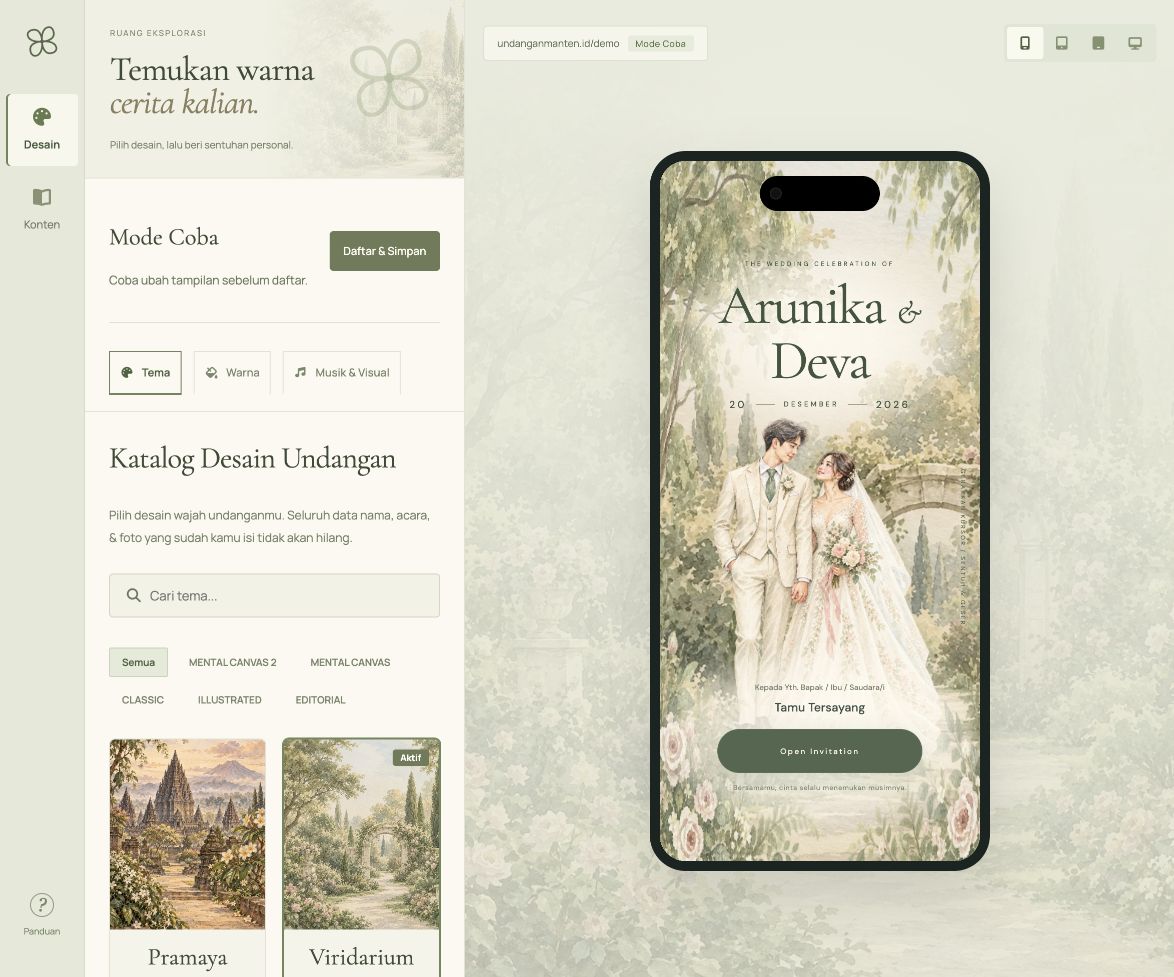 Desain
Konten
?
Panduan
RUANG EKSPLORASI
Temukan warna
cerita kalian.
Pilih desain, lalu beri sentuhan personal.
Mode Coba
Daftar & Simpan
Coba ubah tampilan sebelum daftar.
Tema
Warna
Musik & Visual
Katalog Desain Undangan
Pilih desain wajah undanganmu. Seluruh data nama, acara,
& foto yang sudah kamu isi tidak akan hilang.
Cari tema...
Semua
MENTAL CANVAS 2
MENTAL CANVAS
CLASSIC
ILLUSTRATED
EDITORIAL
Pramaya
Aktif
Viridarium
undanganmanten.id/demo
Mode Coba
THE WEDDING CELEBRATION OF
Arunika &
Deva
20 DESEMBER 2026
Kepada Yth. Bapak / Ibu / Saudara/i
Tamu Tersayang
Open Invitation
Bersamamu, cinta selalu menemukan musimnya.